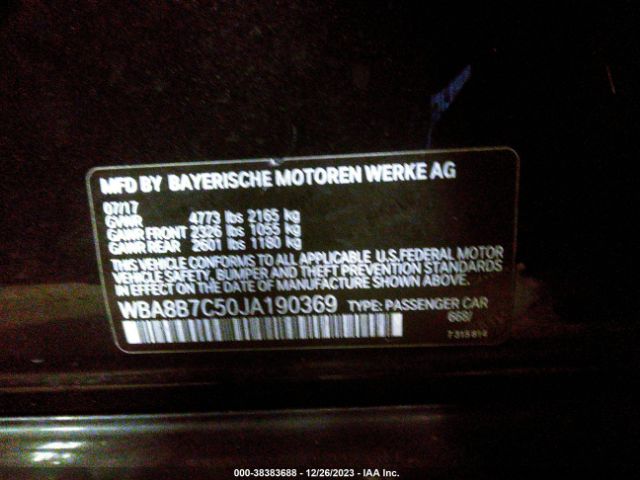 MFD BY BAYERISCHE MOTOREN WERKE AG
07/17
GVWR 4773 lbs 2165 kg
GAWR FRONT 2326 lbs 1055 kg
GAWR REAR 2601 lbs 1180 kg
THIS VEHICLE CONFORMS TO ALL APPLICABLE U.S.FEDERAL MOTOR
VEHICLE SAFETY, BUMPER AND THEFT PREVENTION STANDARDS
IN EFFECT ON THE DATE OF MANUFACTURE SHOWN ABOVE.
WBA8B7C50JA190369 TYPE: PASSENGER CAR
668/
7315814
000-38383688 - 12/26/2023 - IAA Inc.